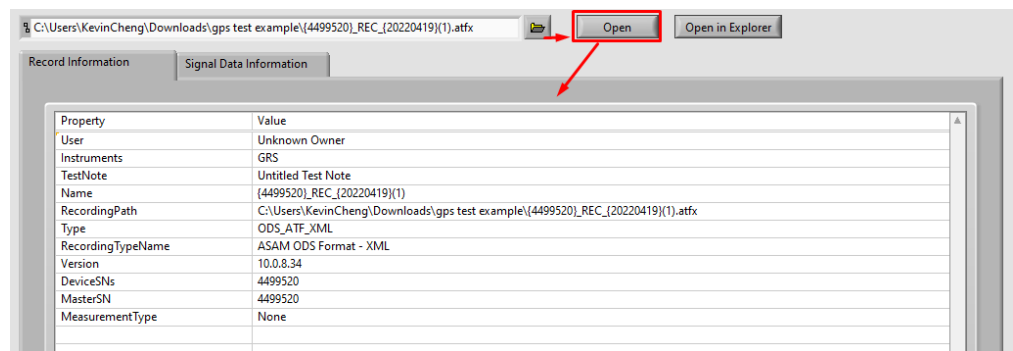 C:\Users\KevinCheng\Downloads\gps test example\{4499520}_REC_{20220419}(1).atfx Open Open in Explorer
Record Information Signal Data Information
Property Value
User Unknown Owner
Instruments GRS
TestNote Untitled Test Note
Name {4499520}_REC_{20220419}(1)
RecordingPath C:\Users\KevinCheng\Downloads\gps test example\{4499520}_REC_{20220419}(1).atfx
Type ODS_ATF_XML
RecordingTypeName ASAM ODS Format - XML
Version 10.0.8.34
DeviceSNs 4499520
MasterSN 4499520
MeasurementType None